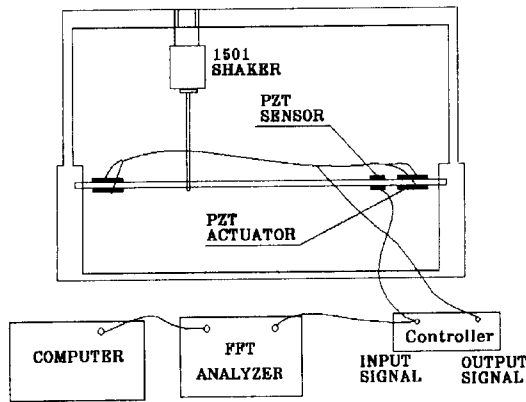 1501
SHAKER
PZT
SENSOR
PZT
ACTUATOR
COMPUTER
FFT
ANALYZER
Controller
INPUT
SIGNAL
OUTPUT
SIGNAL